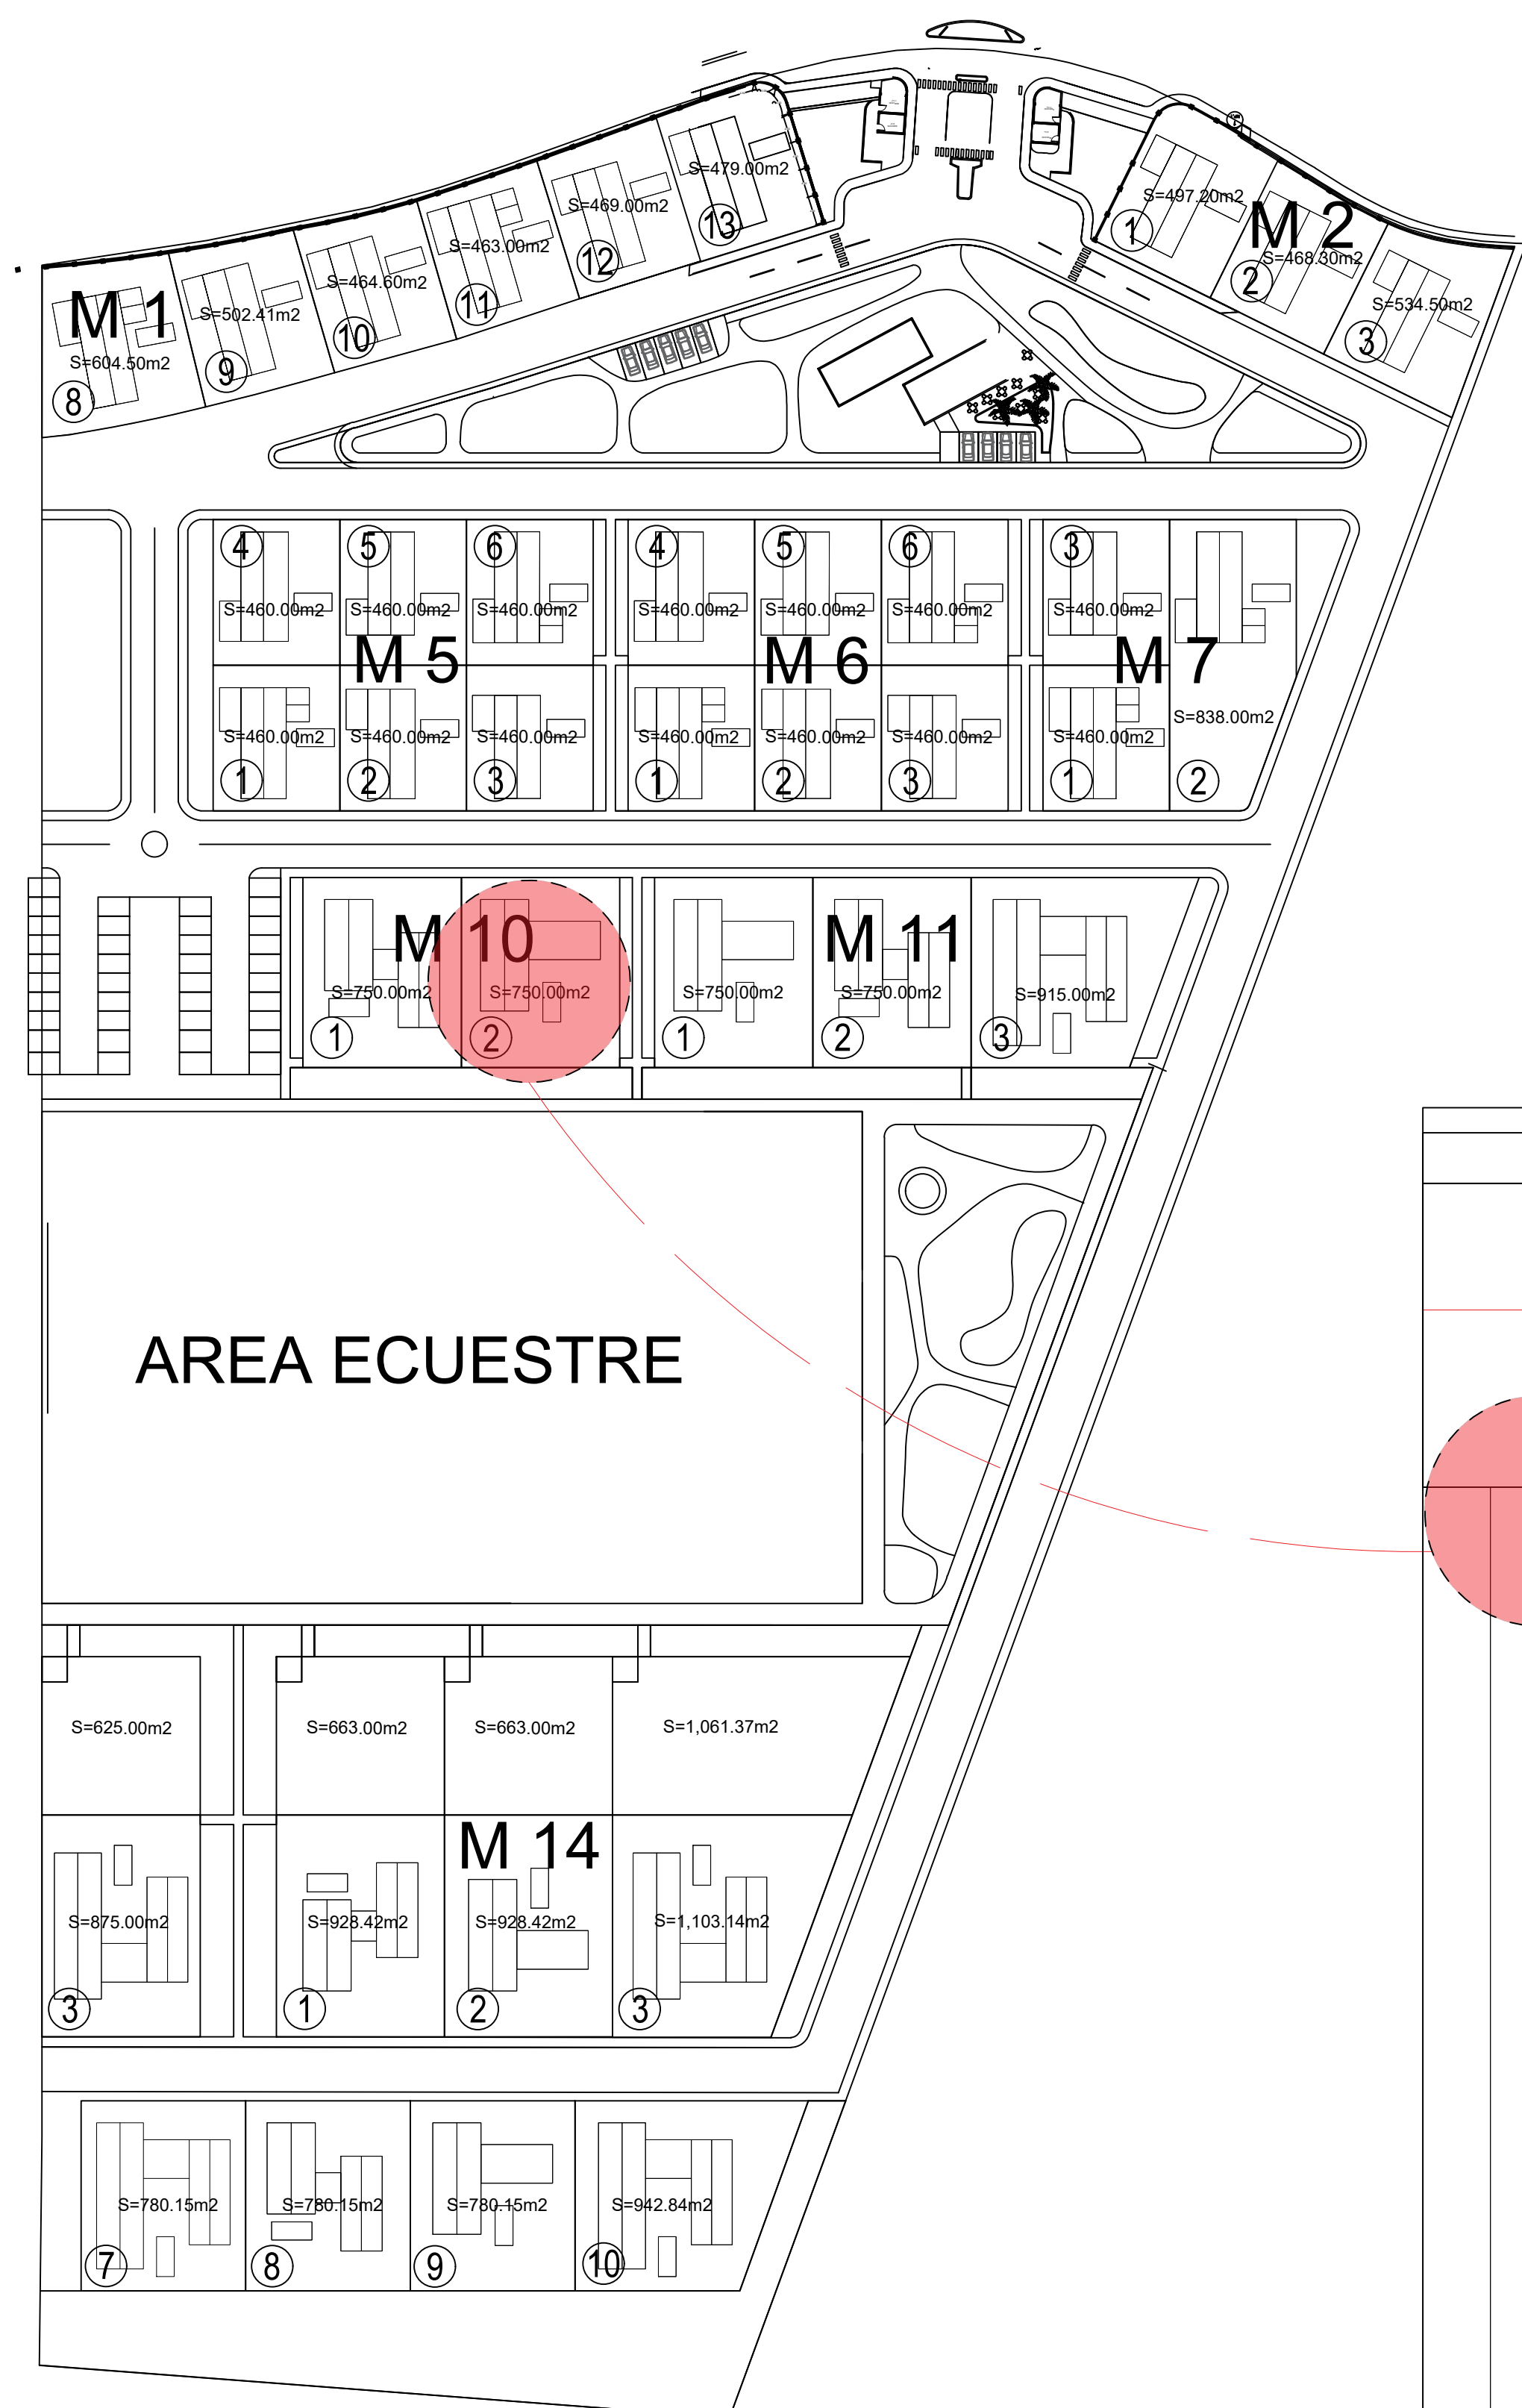 S=479.00m2
13
S=469.00m2
12
S=463.00m2
11
S=464.60m2
10
S=502.41m2
9
M 1
S=604.50m2
8
S=497.20m2
1
M 2
S=468.30m2
2
S=534.50m2
3
4
5
6
4
5
6
3
S=460.00m2
S=460.00m2
S=460.00m2
S=460.00m2
S=460.00m2
S=460.00m2
S=460.00m2
M 5
M 6
M 7
S=838.00m2
S=460.00m2
S=460.00m2
S=460.00m2
S=460.00m2
S=460.00m2
S=460.00m2
S=460.00m2
1
2
3
1
2
3
1
2
M 10
M 11
S=750.00m2
S=750.00m2
S=750.00m2
S=750.00m2
S=915.00m2
1
2
1
2
3
AREA ECUESTRE
S=625.00m2
S=663.00m2
S=663.00m2
S=1,061.37m2
M 14
S=875.00m2
S=928.42m2
S=928.42m2
S=1,103.14m2
3
1
2
3
S=780.15m2
S=780.15m2
S=780.15m2
S=942.84m2
7
8
9
10